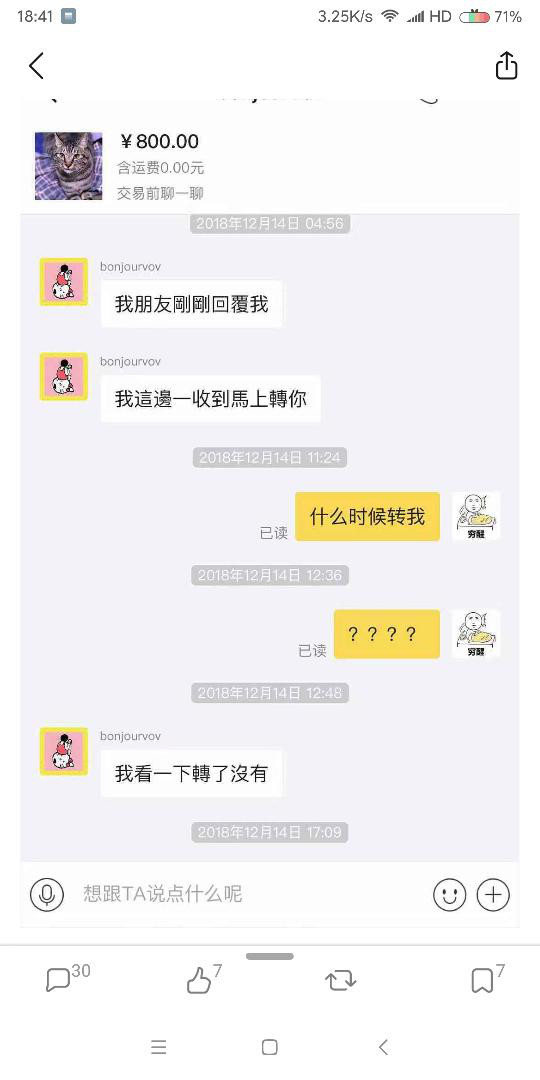 18:41
3.25K/s HD 71%
¥800.00
含运费0.00元
交易前聊一聊
2018年12月14日 04:56
bonjourvov
我朋友剛剛回覆我
bonjourvov
我這邊一收到馬上轉你
2018年12月14日 11:24
已读 什么时候转我
穷醒
2018年12月14日 12:36
已读 ？？？？
穷醒
2018年12月14日 12:48
bonjourvov
我看一下轉了沒有
2018年12月14日 17:09
想跟TA说点什么呢
30 7 7